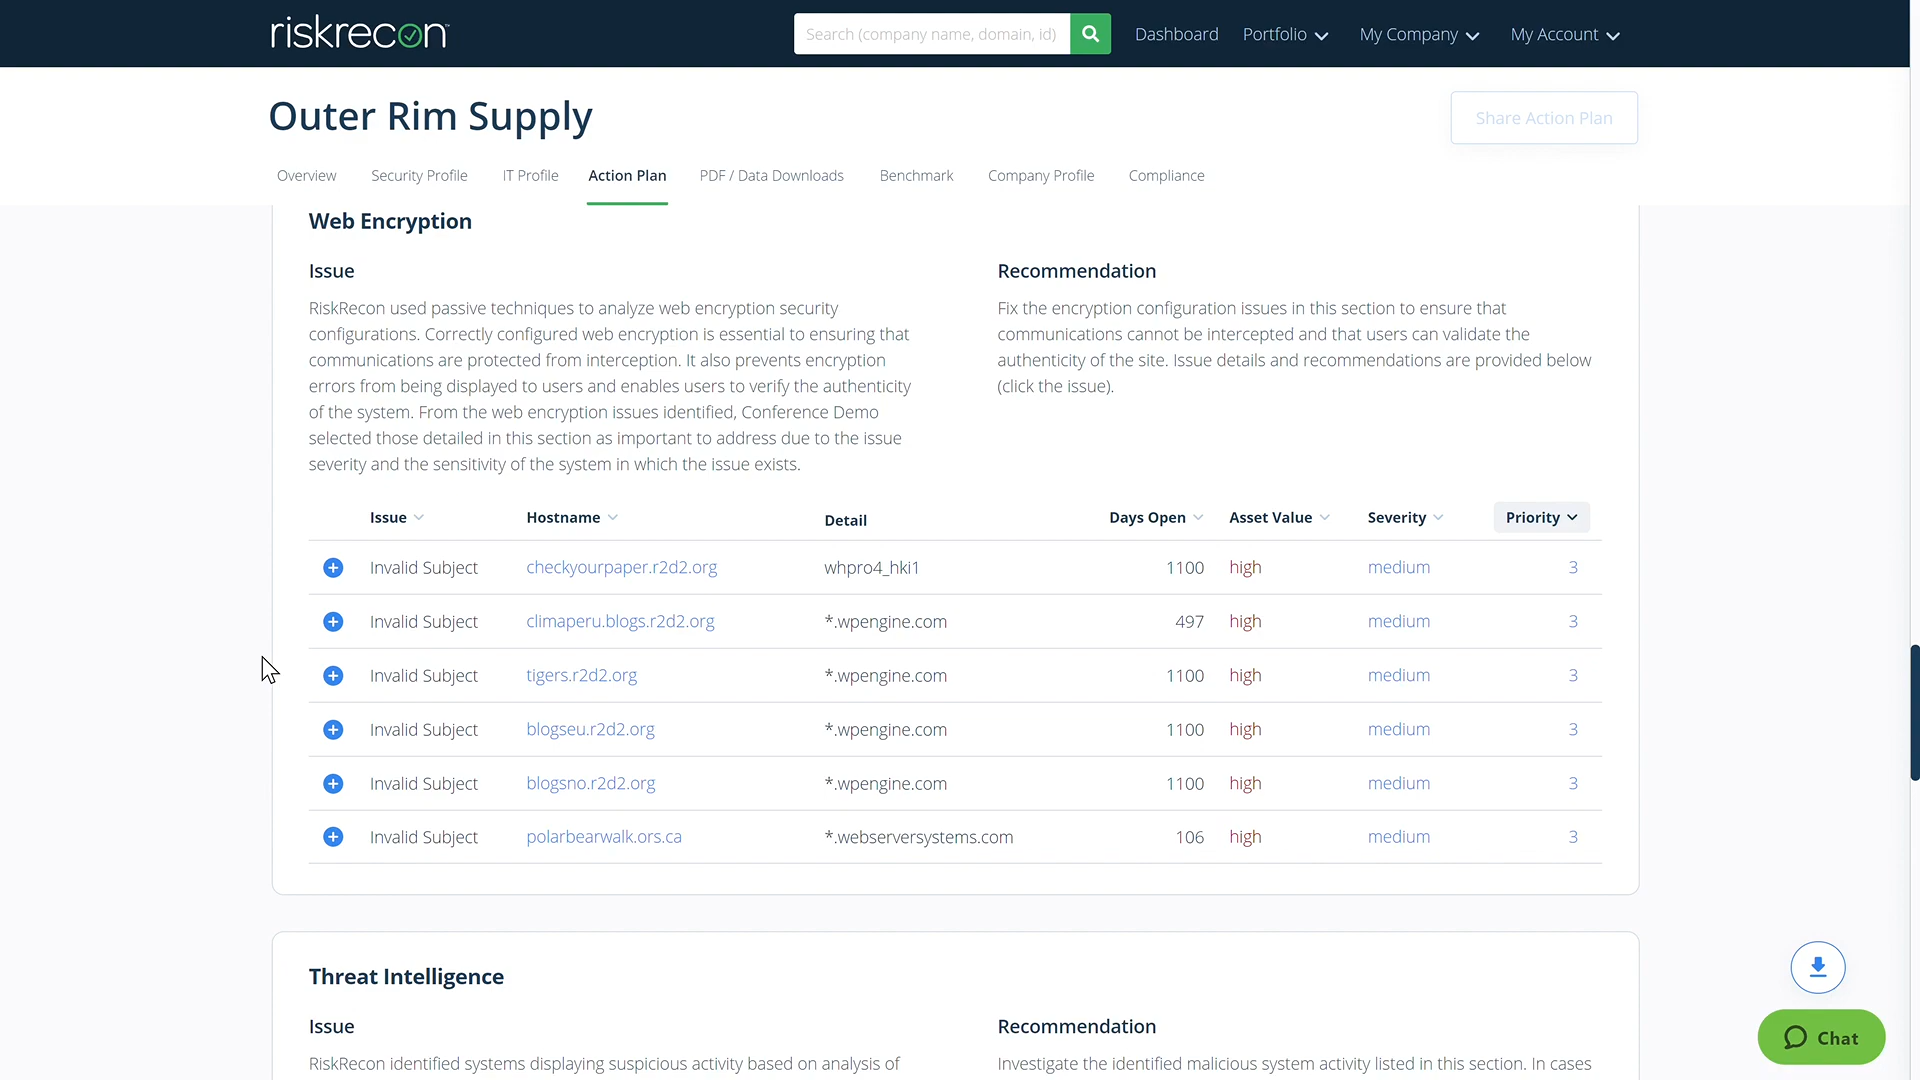 riskrecon
Search (company name, domain, id)
Dashboard
Portfolio
My Company
My Account
Outer Rim Supply
Share Action Plan
Overview
Security Profile
IT Profile
Action Plan
PDF / Data Downloads
Benchmark
Company Profile
Compliance
Web Encryption
Issue
RiskRecon used passive techniques to analyze web encryption security
configurations. Correctly configured web encryption is essential to ensuring that
communications are protected from interception. It also prevents encryption
errors from being displayed to users and enables users to verify the authenticity
of the system. From the web encryption issues identified, Conference Demo
selected those detailed in this section as important to address due to the issue
severity and the sensitivity of the system in which the issue exists.
Recommendation
Fix the encryption configuration issues in this section to ensure that
communications cannot be intercepted and that users can validate the
authenticity of the site. Issue details and recommendations are provided below
(click the issue).
Issue Hostname Detail Days Open Asset Value Severity Priority
Invalid Subject checkyourpaper.r2d2.org whpro4_hki1 1100 high medium 3
Invalid Subject climaperu.blogs.r2d2.org *.wpengine.com 497 high medium 3
Invalid Subject tigers.r2d2.org *.wpengine.com 1100 high medium 3
Invalid Subject blogseu.r2d2.org *.wpengine.com 1100 high medium 3
Invalid Subject blogsno.r2d2.org *.wpengine.com 1100 high medium 3
Invalid Subject polarbearwalk.ors.ca *.webserversystems.com 106 high medium 3
Threat Intelligence
Issue
RiskRecon identified systems displaying suspicious activity based on analysis of
Recommendation
Investigate the identified malicious system activity listed in this section. In cases
Chat